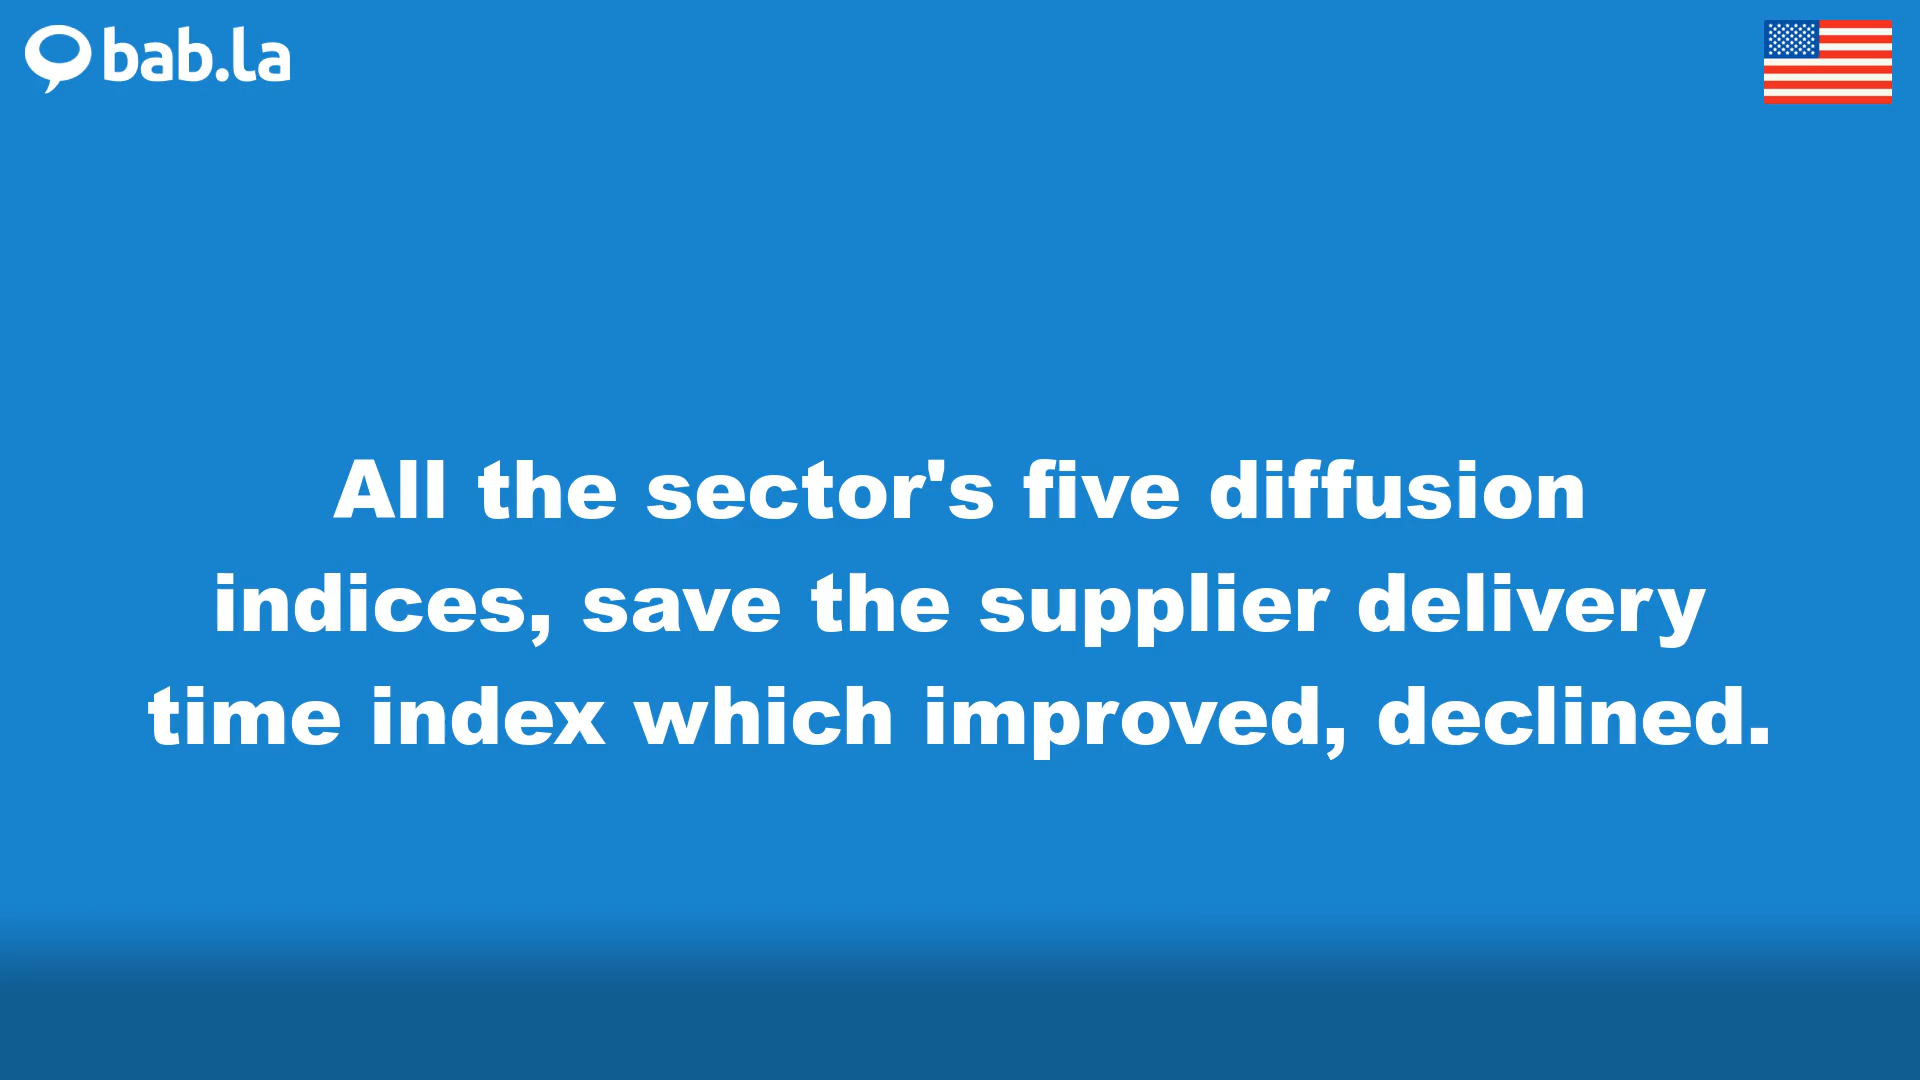 bab.la
All the sector's five diffusion
indices, save the supplier delivery
time index which improved, declined.